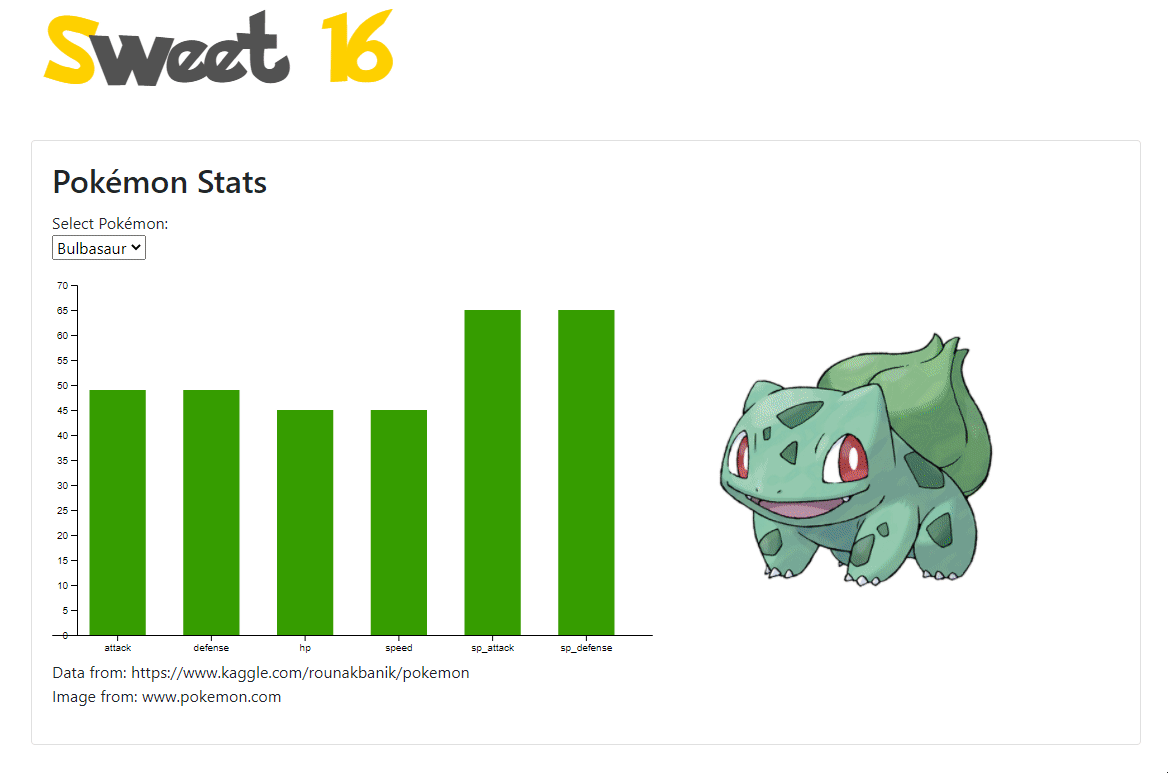 Sweet 16
Pokémon Stats
Select Pokémon:
Bulbasaur
70
65
60
55
50
45
40
35
30
25
20
15
10
5
0
attack defense hp speed sp_attack sp_defense
Data from: https://www.kaggle.com/rounakbanik/pokemon
Image from: www.pokemon.com